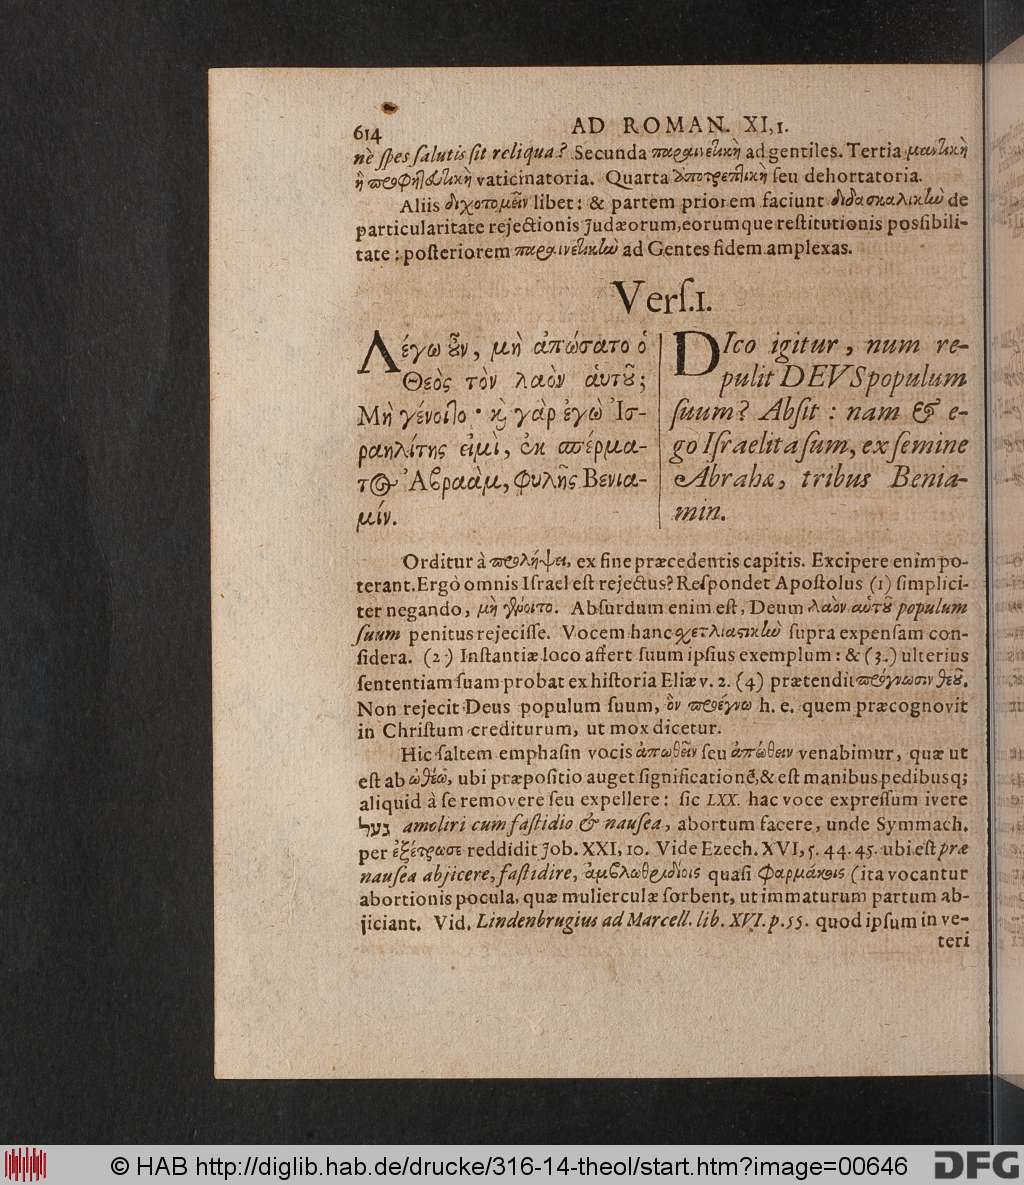 614 AD ROMAN. XI,1.
nè ſpes ſalutis ſit reliqua? Secunda παραινετικὴ ad gentiles. Tertia μαντικὴ
ἢ προφητευτικὴ vaticinatoria. Quarta ἀποτρεπτικὴ ſeu dehortatoria.
Aliis διχοτομεῖν libet: & partem priorem faciunt διδασκαλικὼ de
particularitate rejectionis Judæorum, eorumque reſtitutionis posſibili-
tate: poſteriorem παραινετικὼ ad Gentes fidem amplexas.
Verſ.1.
Λέγω οὖν, μὴ ἀπώσατο ὁ
Θεὸς τὸν λαὸν αὑτοῦ;
Μὴ γένοιτο· καὶ γὰρ ἐγὼ Ἰσ-
ραηλίτης εἰμὶ, ἐκ σπέρμα-
τος Ἀβραὰμ, φυλῆς Βενια-
μίν.
DIco igitur, num re-
pulit DEVS populum
ſuum? Abſit: nam & e-
go Iſraelita ſum, ex ſemine
Abrahæ, tribus Benia-
min.
Orditur à προλήψει, ex fine præcedentis capitis. Excipere enim po-
terant. Ergò omnis Iſrael eſt rejectus? Reſpondet Apoſtolus (1) ſimplici-
ter negando, μὴ γένοιτο. Abſurdum enim eſt, Deum λαὸν αὑτοῦ populum
ſuum penitus rejeciſſe. Vocem hanc σχετλιαστικὼ ſupra expenſam con-
ſidera. (2) Inſtantiæ loco affert ſuum ipſius exemplum: & (3.) ulterius
ſententiam ſuam probat ex hiſtoria Eliæ v. 2. (4) prætendit πρόγνωσιν θεοῦ.
Non rejecit Deus populum ſuum, ὃν προέγνω h. e. quem præcognovit
in Chriſtum crediturum, ut mox dicetur.
Hic ſaltem emphaſin vocis ἀπωθεῖν ſeu ἀπώθειν venabimur, quæ ut
eſt ab ὠθέω, ubi præpoſitio auget ſignificationẽ, & eſt manibus pedibusq;
aliquid à ſe removere ſeu expellere: ſic LXX. hac voce expreſſum ivere
געל amoliri cum faſtidio & nauſea, abortum facere, unde Symmach.
per ἐξέτρωσε reddidit Job. XXI, 10. Vide Ezech. XVI, 5. 44. 45. ubi eſt præ
nauſea abjicere, faſtidire, ἀμβλωθριδίοις quaſi φαρμάκοις (ita vocantur
abortionis pocula, quæ mulierculæ ſorbent, ut immaturum partum ab-
jiciant. Vid. Lindenbrugius ad Marcell. lib. XVI. p. 55. quod ipſum in ve-
teri
© HAB http://diglib.hab.de/drucke/316-14-theol/start.htm?image=00646 DFG